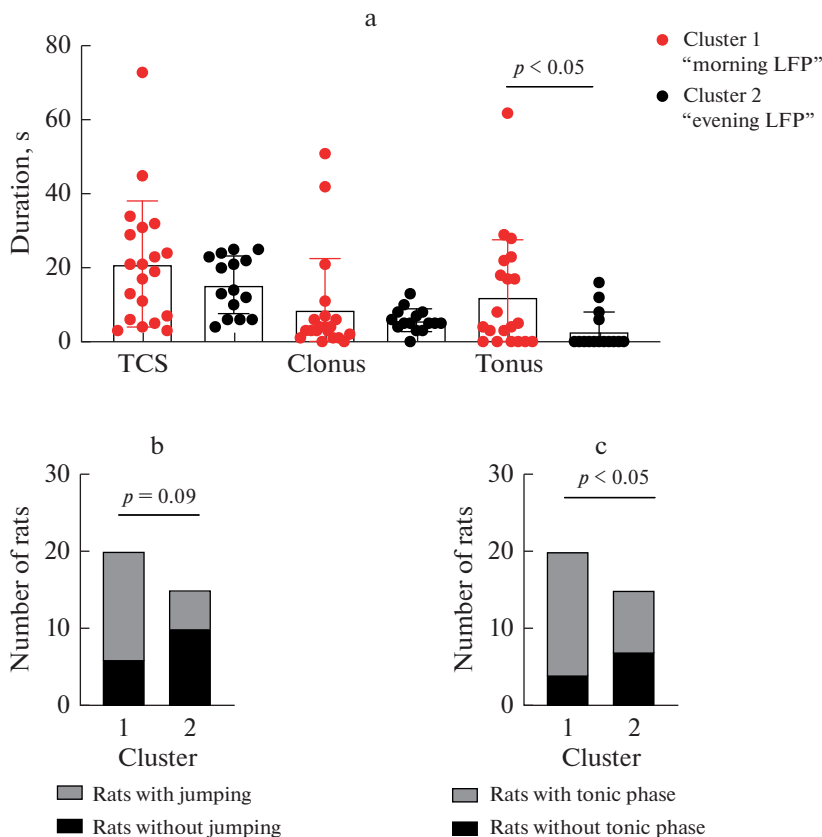 a
80
60
40
20
0
Duration, s
p < 0.05
Cluster 1
“morning LFP”
Cluster 2
“evening LFP”
TCS
Clonus
Tonus
b
30
20
10
0
Number of rats
p = 0.09
1
2
Cluster
Rats with jumping
Rats without jumping
c
30
20
10
0
Number of rats
p < 0.05
1
2
Cluster
Rats with tonic phase
Rats without tonic phase